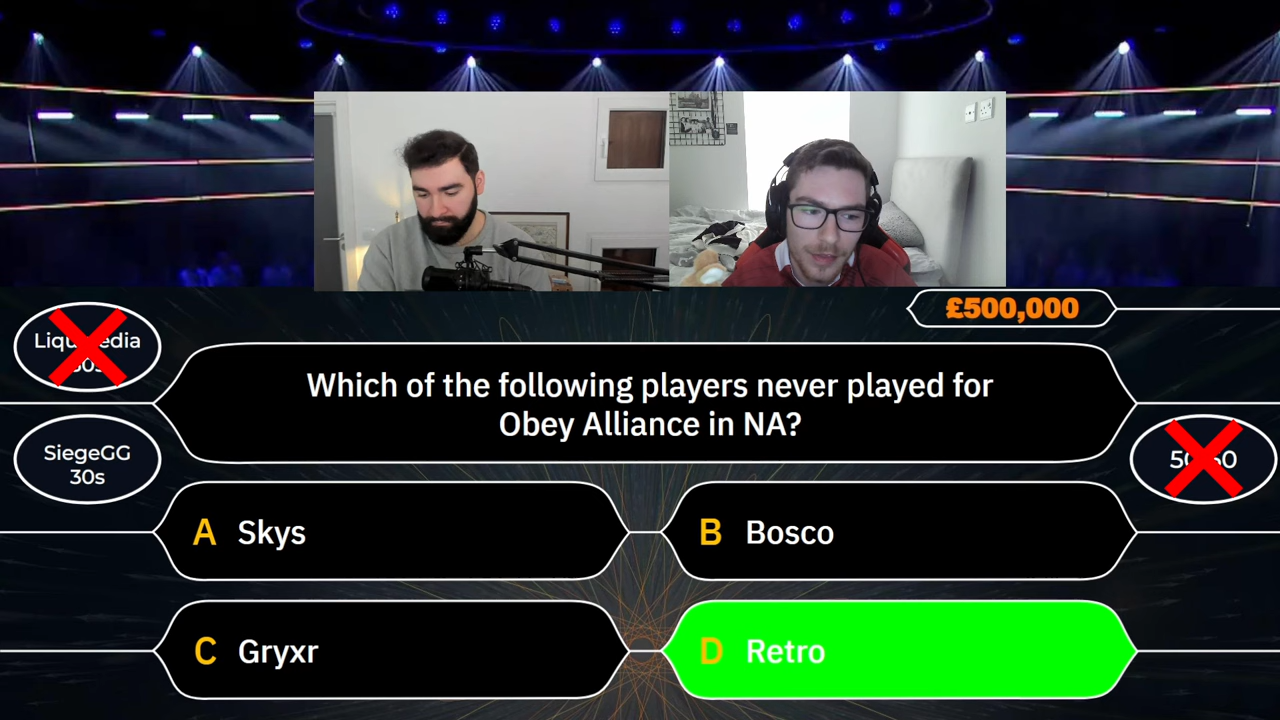 £500,000
Which of the following players never played for
Obey Alliance in NA?
SiegeGG
30s
A Skys
B Bosco
C Gryxr
D Retro